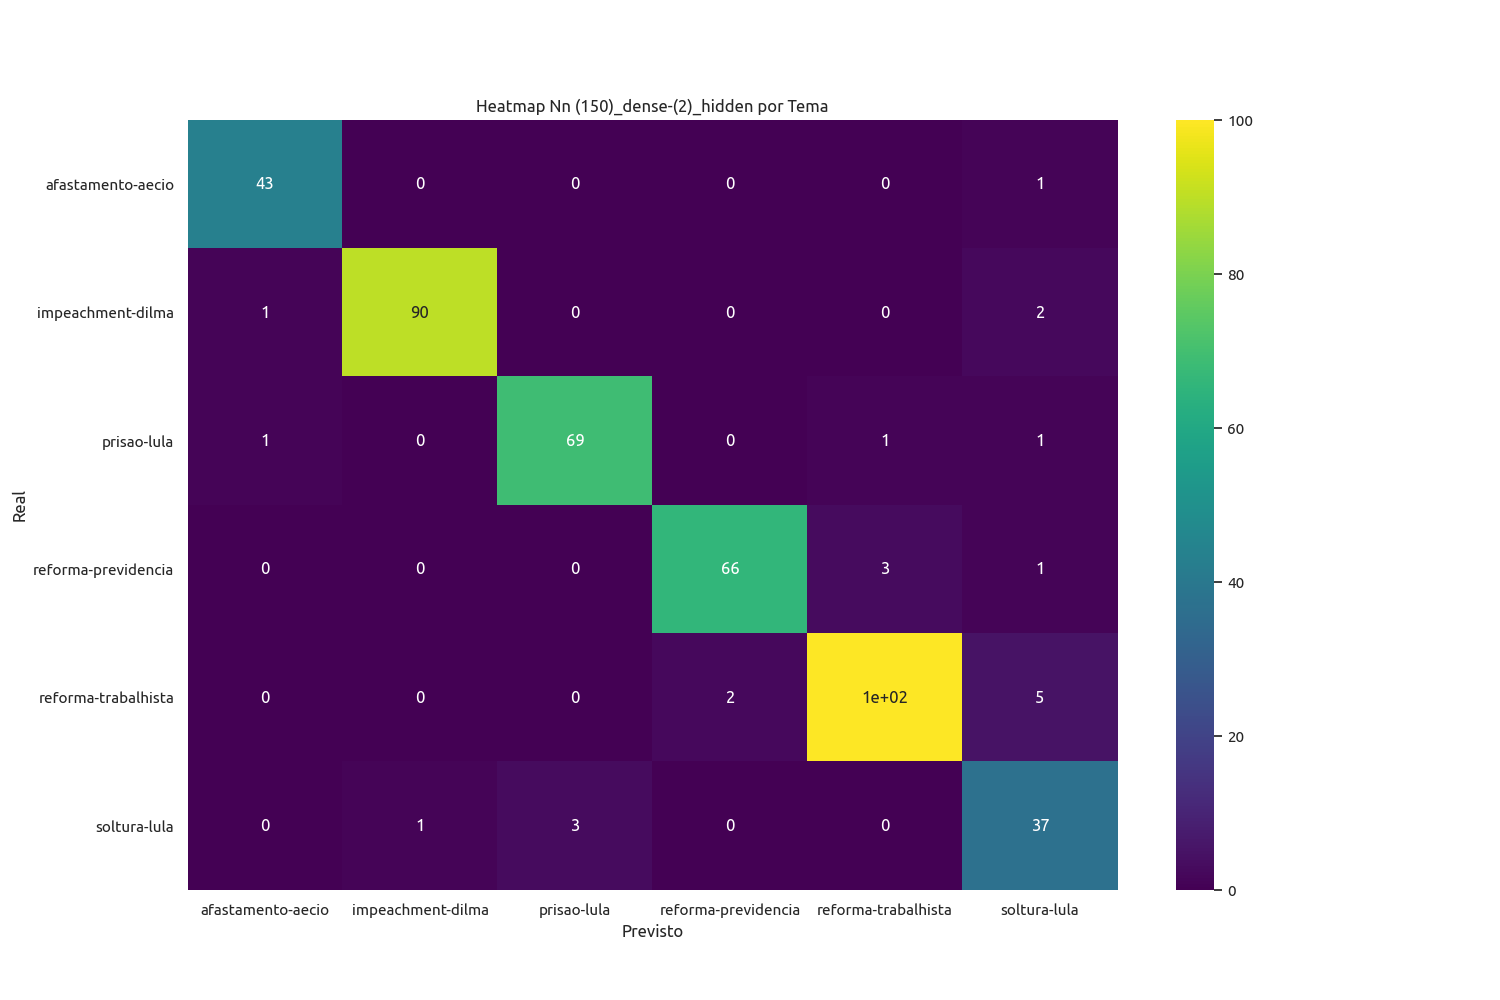 Heatmap Nn (150)_dense-(2)_hidden por Tema
afastamento-aecio 43 0 0 0 0 1
impeachment-dilma 1 90 0 0 0 2
prisao-lula 1 0 69 0 1 1
reforma-previdencia 0 0 0 66 3 1
reforma-trabalhista 0 0 0 2 1e+02 5
soltura-lula 0 1 3 0 0 37
afastamento-aecio impeachment-dilma prisao-lula reforma-previdencia reforma-trabalhista soltura-lula
Previsto
Real
100
80
60
40
20
0